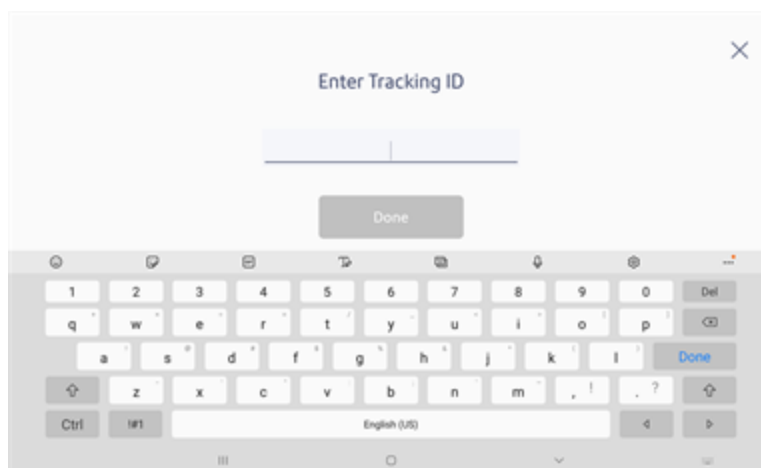 Enter Tracking ID
Done
1 2 3 4 5 6 7 8 9 0 Del
q w e r t y u i o p
a s d f g h j k l Done
z x c v b n m , ! . ?
Ctrl !#1 English (US)